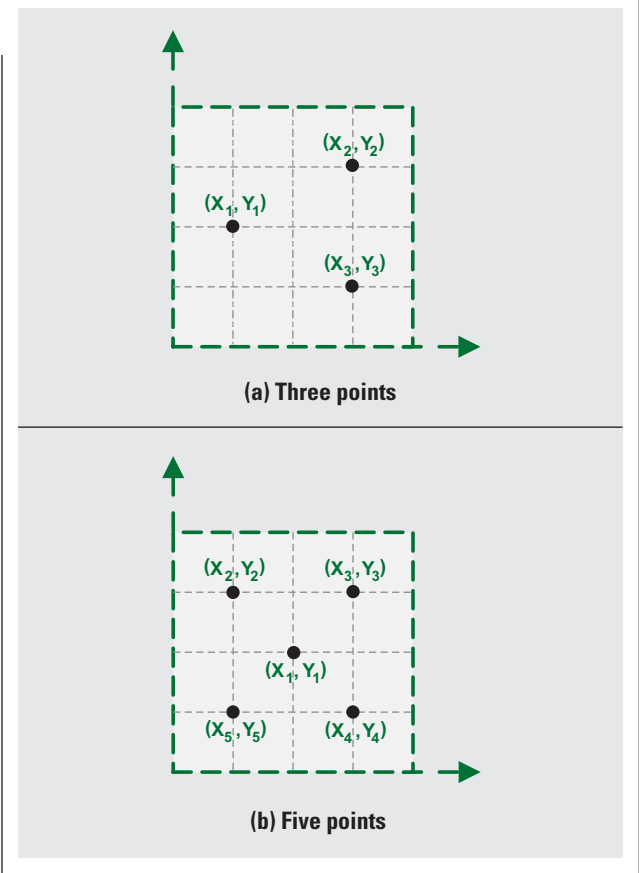 (X2,Y2)
(X1,Y1)
(X3,Y3)
(a) Three points
(X2,Y2) (X3,Y3)
(X1,Y1)
(X5,Y5) (X4,Y4)
(b) Five points